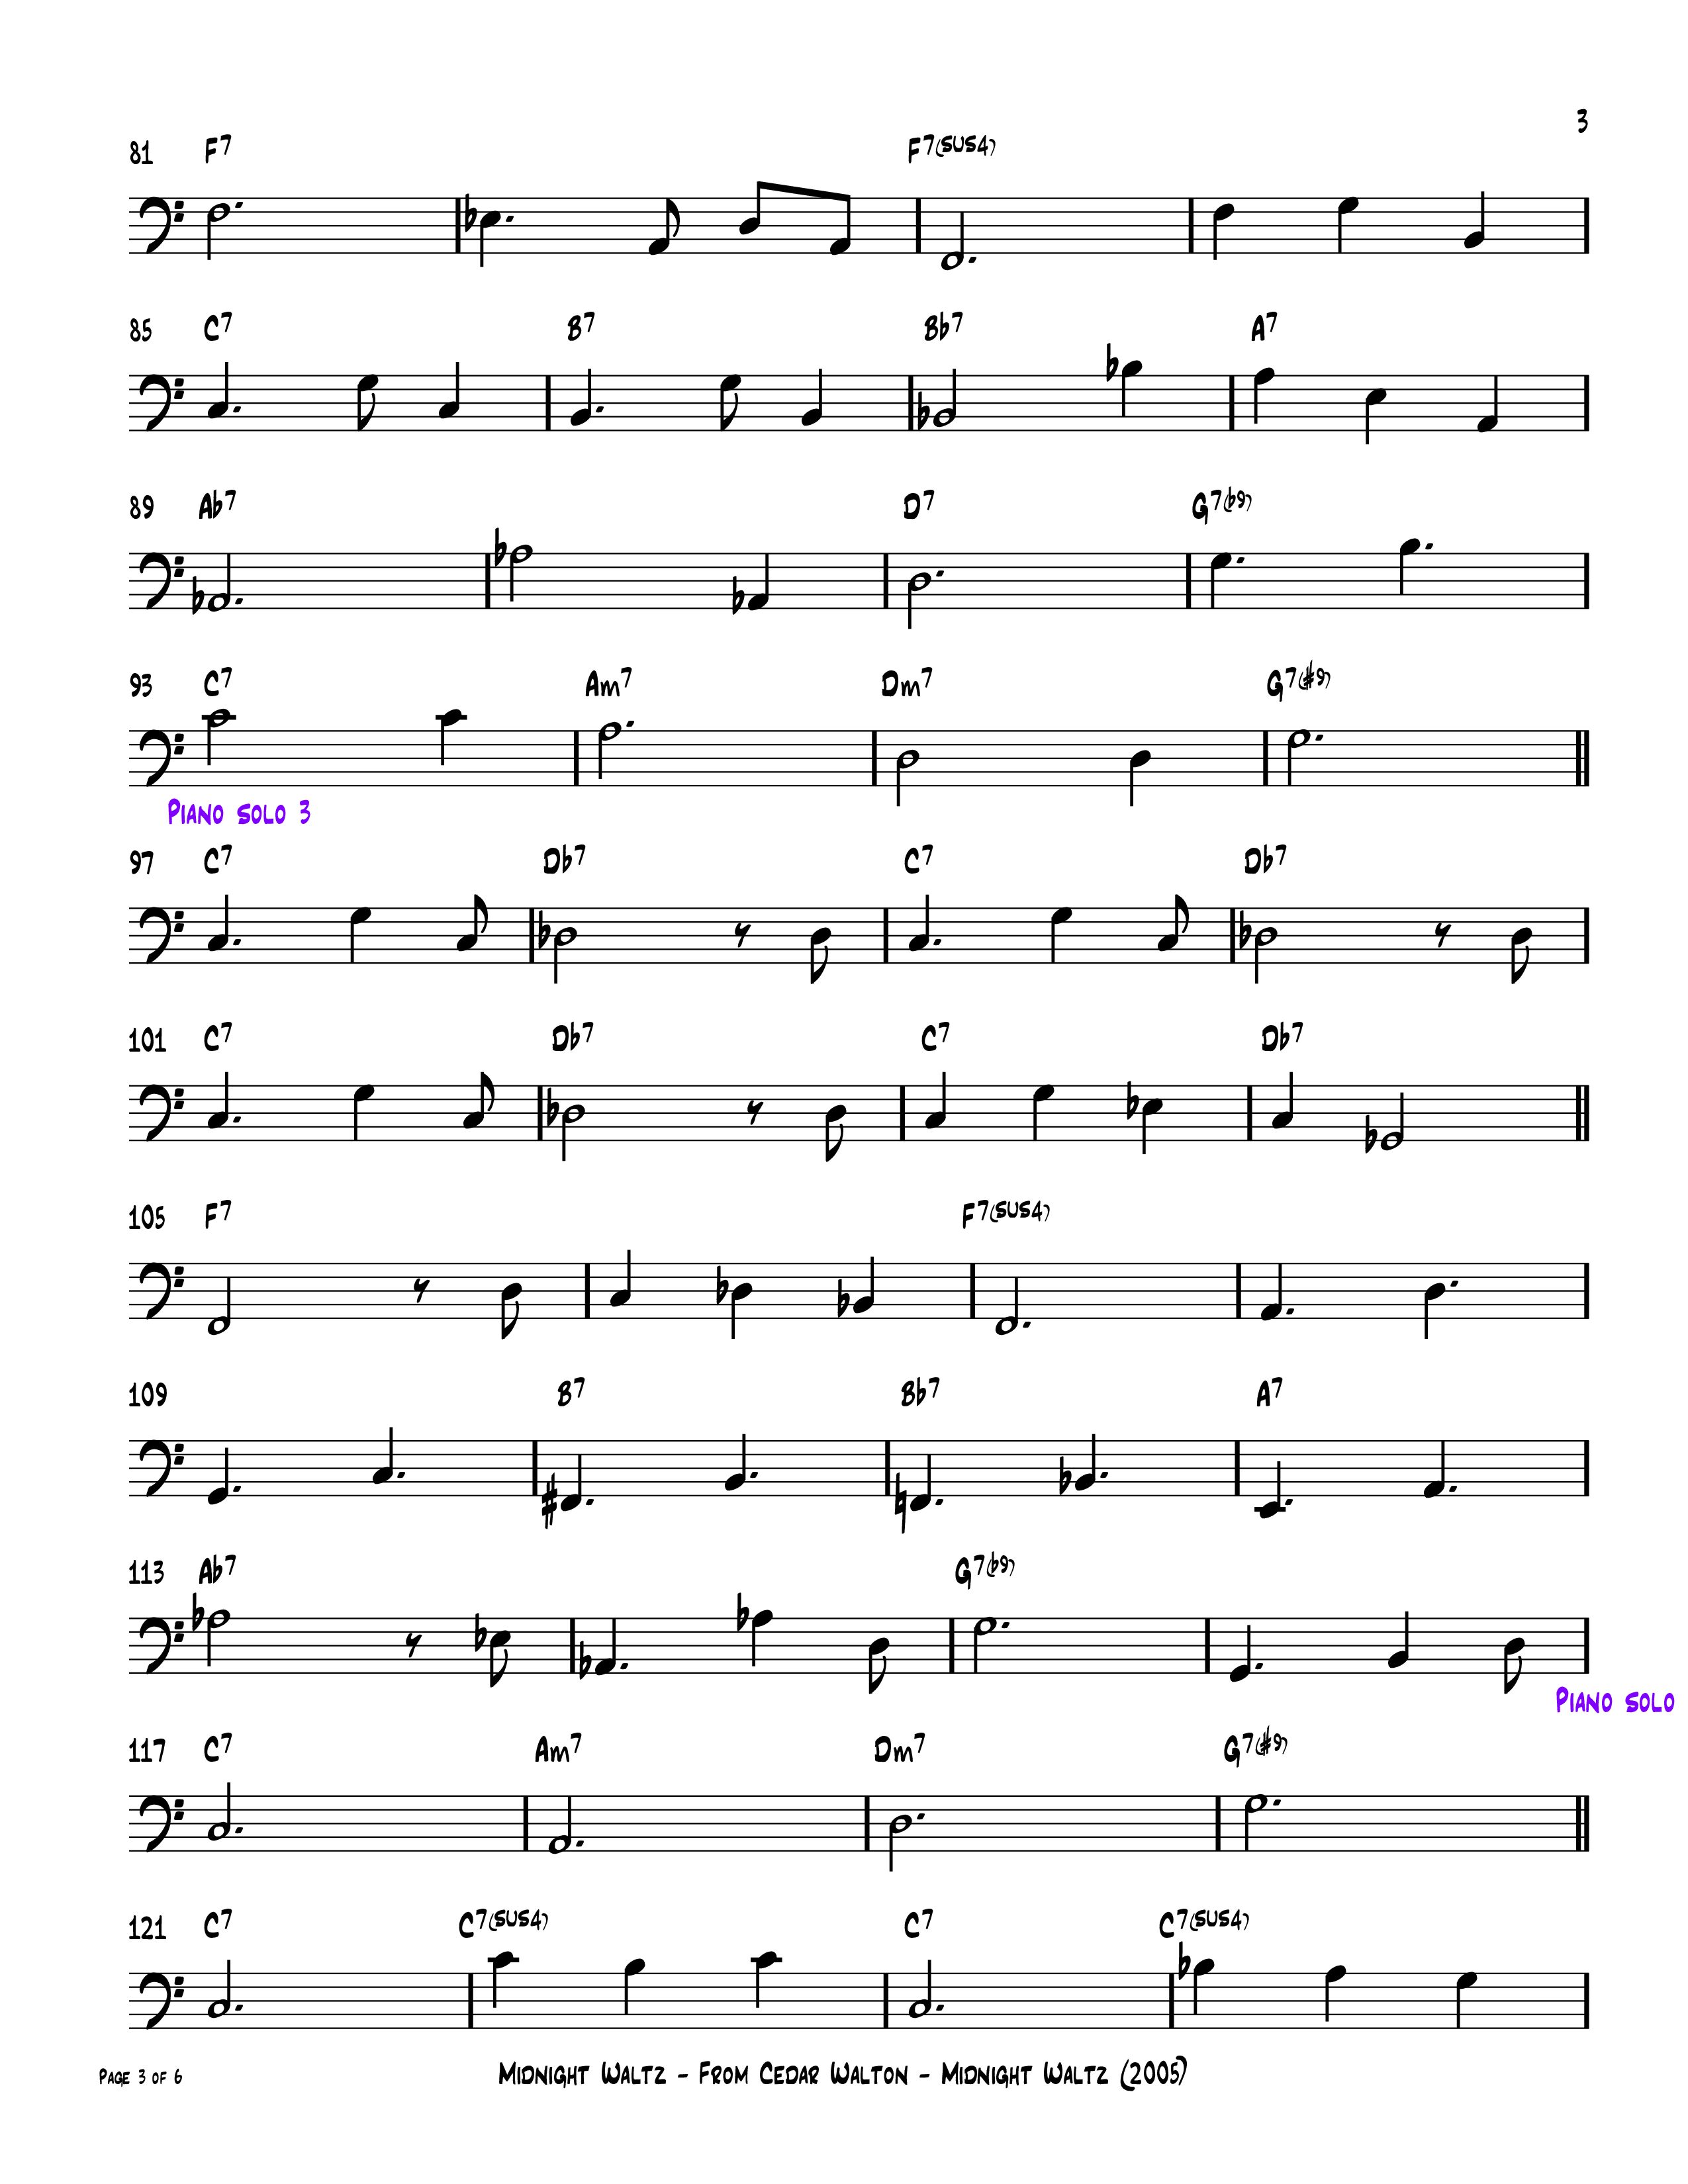 3
81 F7 F7(SUS4)
85 C7 B7 Bb7 A7
89 Ab7 D7 G7(b9)
93 C7 Am7 Dm7 G7(#9)
Piano solo 3
97 C7 Db7 C7 Db7
101 C7 Db7 C7 Db7
105 F7 F7(SUS4)
109 B7 Bb7 A7
113 Ab7 G7(b9)
Piano solo
117 C7 Am7 Dm7 G7(#9)
121 C7 C7(SUS4) C7 C7(SUS4)
Page 3 of 6 Midnight Waltz - From Cedar Walton - Midnight Waltz (2005)